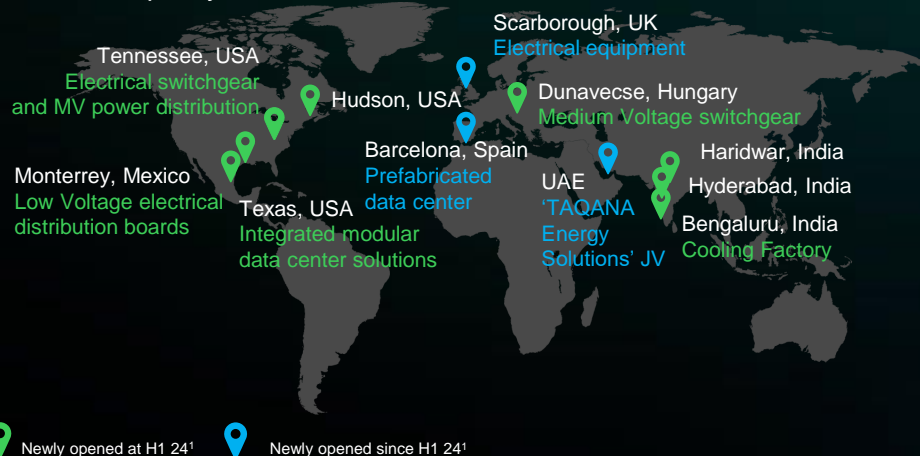 Scarborough, UK
Electrical equipment
Tennessee, USA
Electrical switchgear
and MV power distribution
Hudson, USA
Dunavecse, Hungary
Medium Voltage switchgear
Barcelona, Spain
Prefabricated
data center
Haridwar, India
Monterrey, Mexico
Low Voltage electrical
distribution boards
Texas, USA
Integrated modular
data center solutions
UAE
‘TAQANA
Energy
Solutions’ JV
Hyderabad, India
Bengaluru, India
Cooling Factory
Newly opened at H1 24¹
Newly opened since H1 24¹